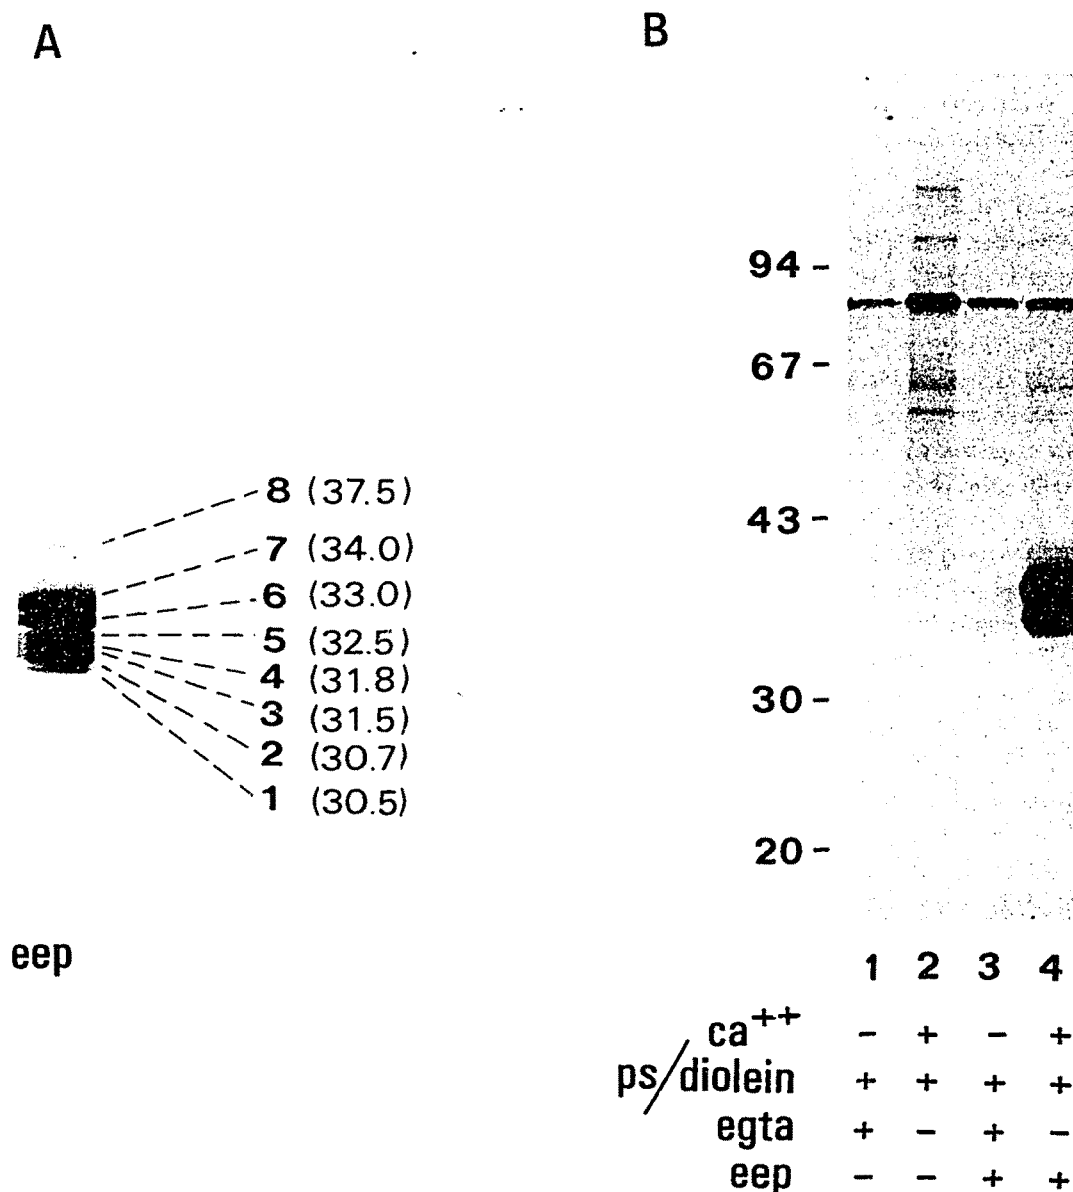 A
B
94 -
67 -
43 -
30 -
20 -
8 (37.5)
7 (34.0)
6 (33.0)
5 (32.5)
4 (31.8)
3 (31.5)
2 (30.7)
1 (30.5)
eep
1 2 3 4
ca++ - + - +
ps/diolein + + + +
egta + - + -
eep - - + +